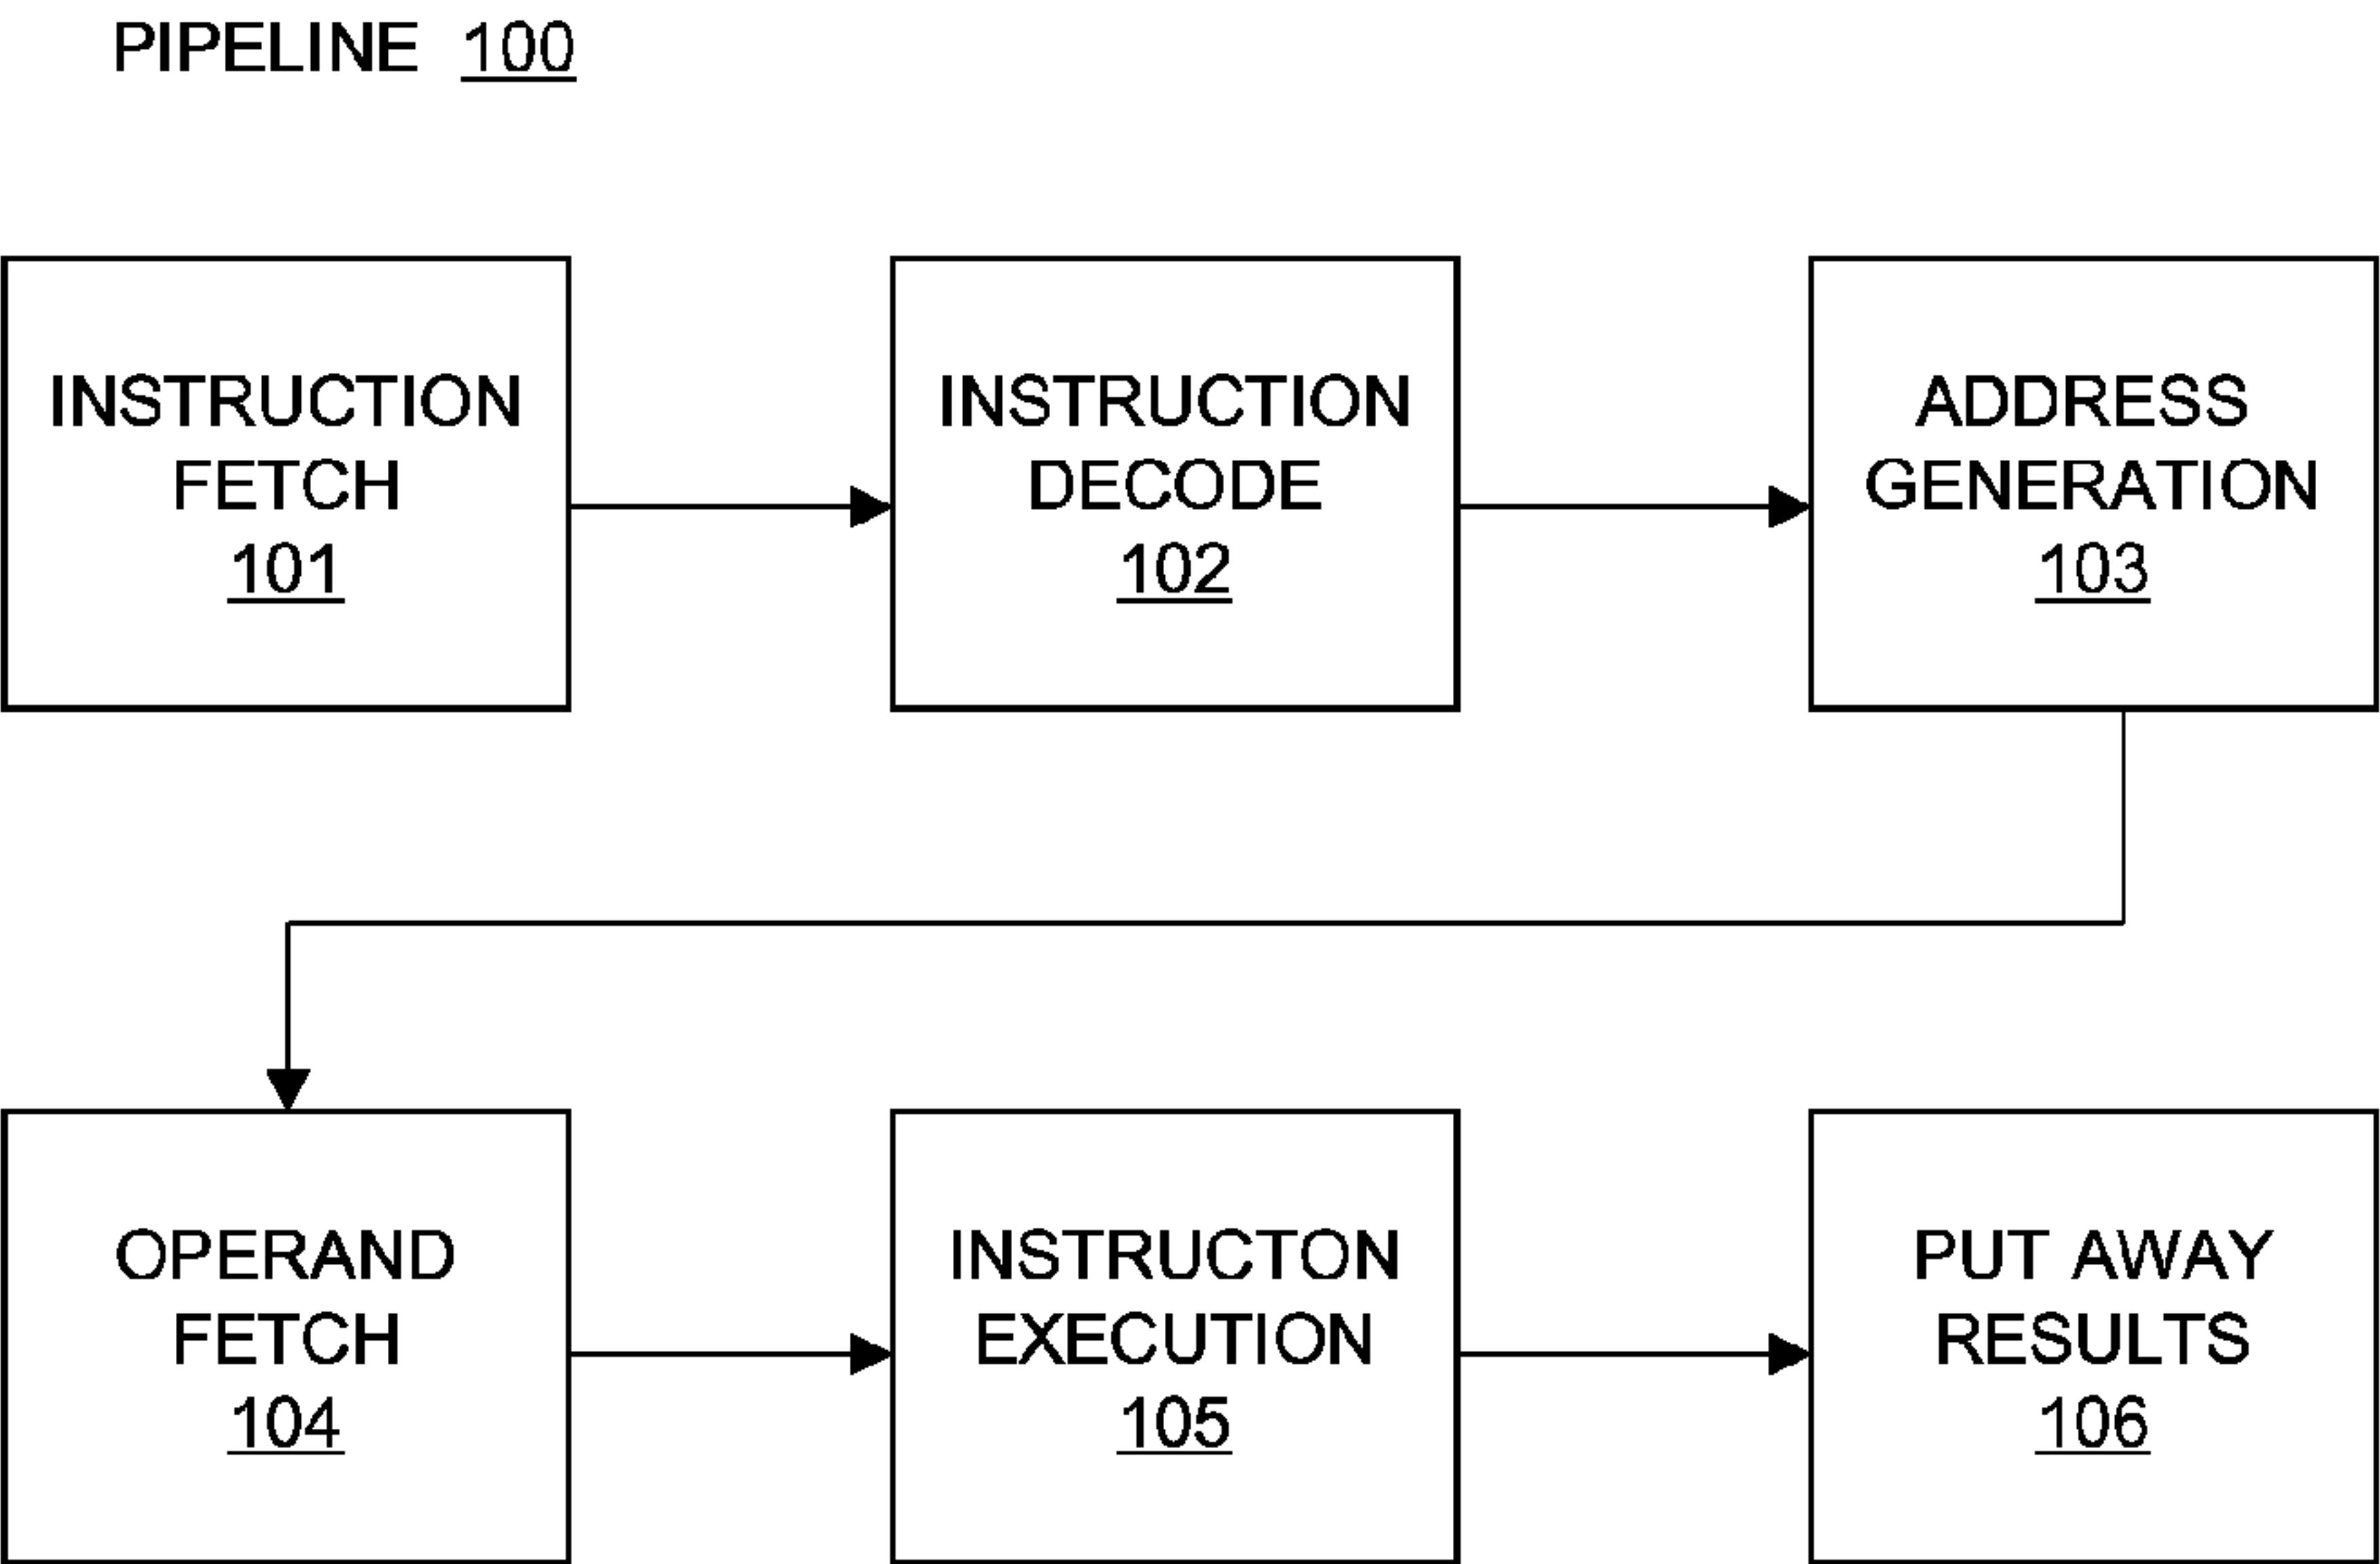 PIPELINE 100
INSTRUCTION
FETCH
101
INSTRUCTION
DECODE
102
ADDRESS
GENERATION
103
OPERAND
FETCH
104
INSTRUCTON
EXECUTION
105
PUT AWAY
RESULTS
106